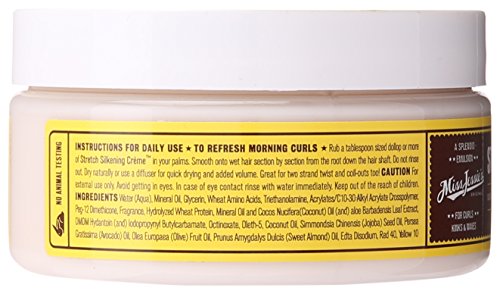 INSTRUCTIONS FOR DAILY USE ★ TO REFRESH MORNING CURLS ★ Rub a tablespoon sized dollop or more
of Stretch Silkening Créme™ in your palms. Smooth onto wet hair section by section from the root down the hair shaft. Do not rinse
out. Dry naturally or use a diffuser for quick drying and added volume. Great for two strand twist and coil-outs too! CAUTION For
external use only. Avoid getting in eyes. In case of eye contact rinse with water immediately. Keep out of the reach of children.
INGREDIENTS Water (Aqua), Mineral Oil, Glycerin, Wheat Amino Acids, Triethanolamine, Acrylates/C10-30 Alkyl Acrylate Crosspolymer,
Peg-12 Dimethicone, Fragrance, Hydrolyzed Wheat Protein, Mineral Oil and Cocos Nucifera(Coconut) Oil (and) aloe Barbadensis Leaf Extract,
DMDM Hydantoin (and) Iodopropynyl Butylcarbamate, Octinoxate, Oleth-5, Coconut Oil, Simmondsia Chinensis (Jojoba) Seed Oil, Persea
Gratissima (Avocado) Oil, Olea Europaea (Olive) Fruit Oil, Prunus Amygdalys Dulcis (Sweet Almond) Oil, Edta Disodium, Red 40, Yellow 10
NO ANIMAL TESTING
A SPLENDID
EMULSION
Miss Jessie's
FOR CURLS
KINKS & WAVES